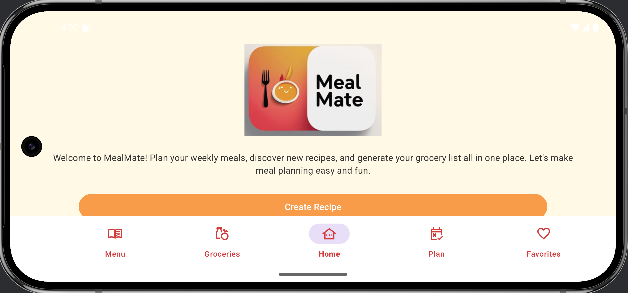 Meal
Mate
Welcome to MealMate! Plan your weekly meals, discover new recipes, and generate your grocery list all in one place. Let's make
meal planning easy and fun.
Create Recipe
Menu
Groceries
Home
Plan
Favorites